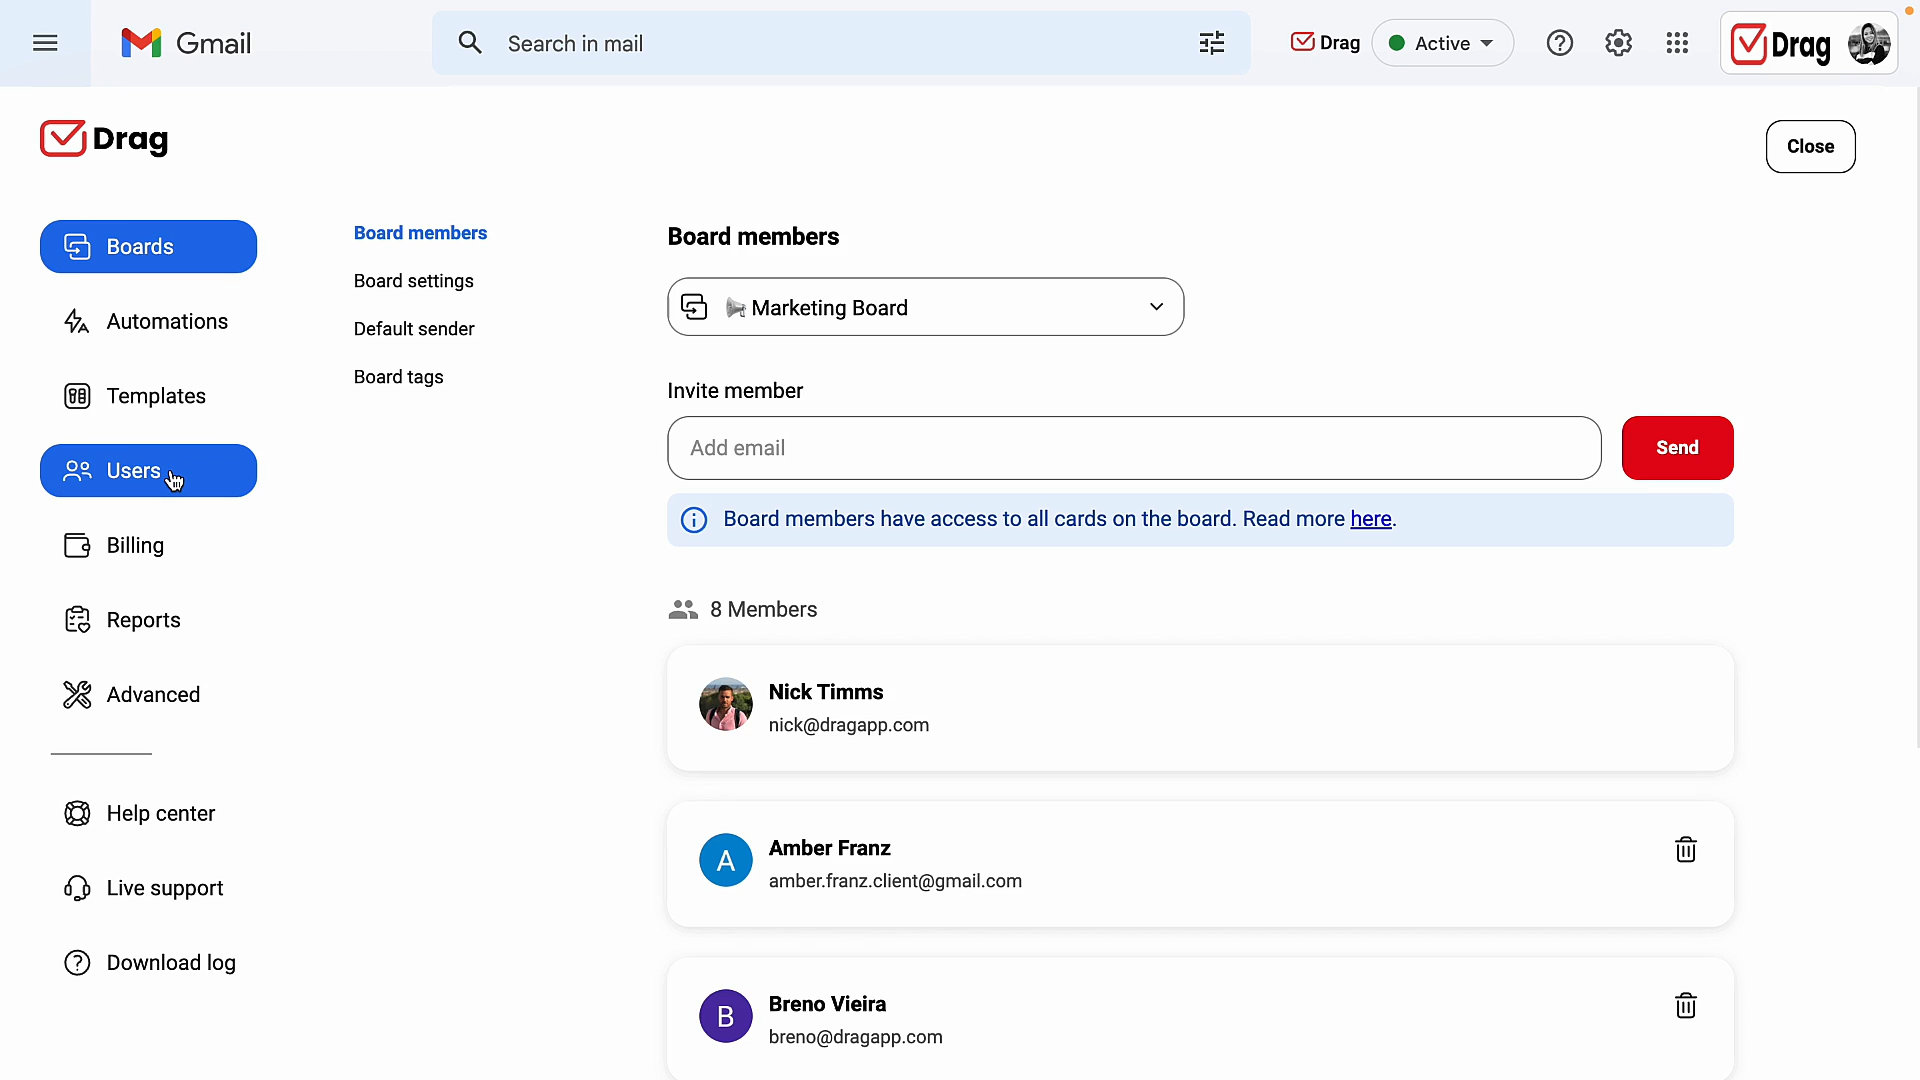 Gmail
Search in mail
Drag
Active
Drag
Drag
Close
Boards
Automations
Templates
Users
Billing
Reports
Advanced
Help center
Live support
Download log
Board members
Board settings
Default sender
Board tags
Board members
Marketing Board
Invite member
Add email
Send
Board members have access to all cards on the board. Read more here.
8 Members
Nick Timms
nick@dragapp.com
A
Amber Franz
amber.franz.client@gmail.com
B
Breno Vieira
breno@dragapp.com